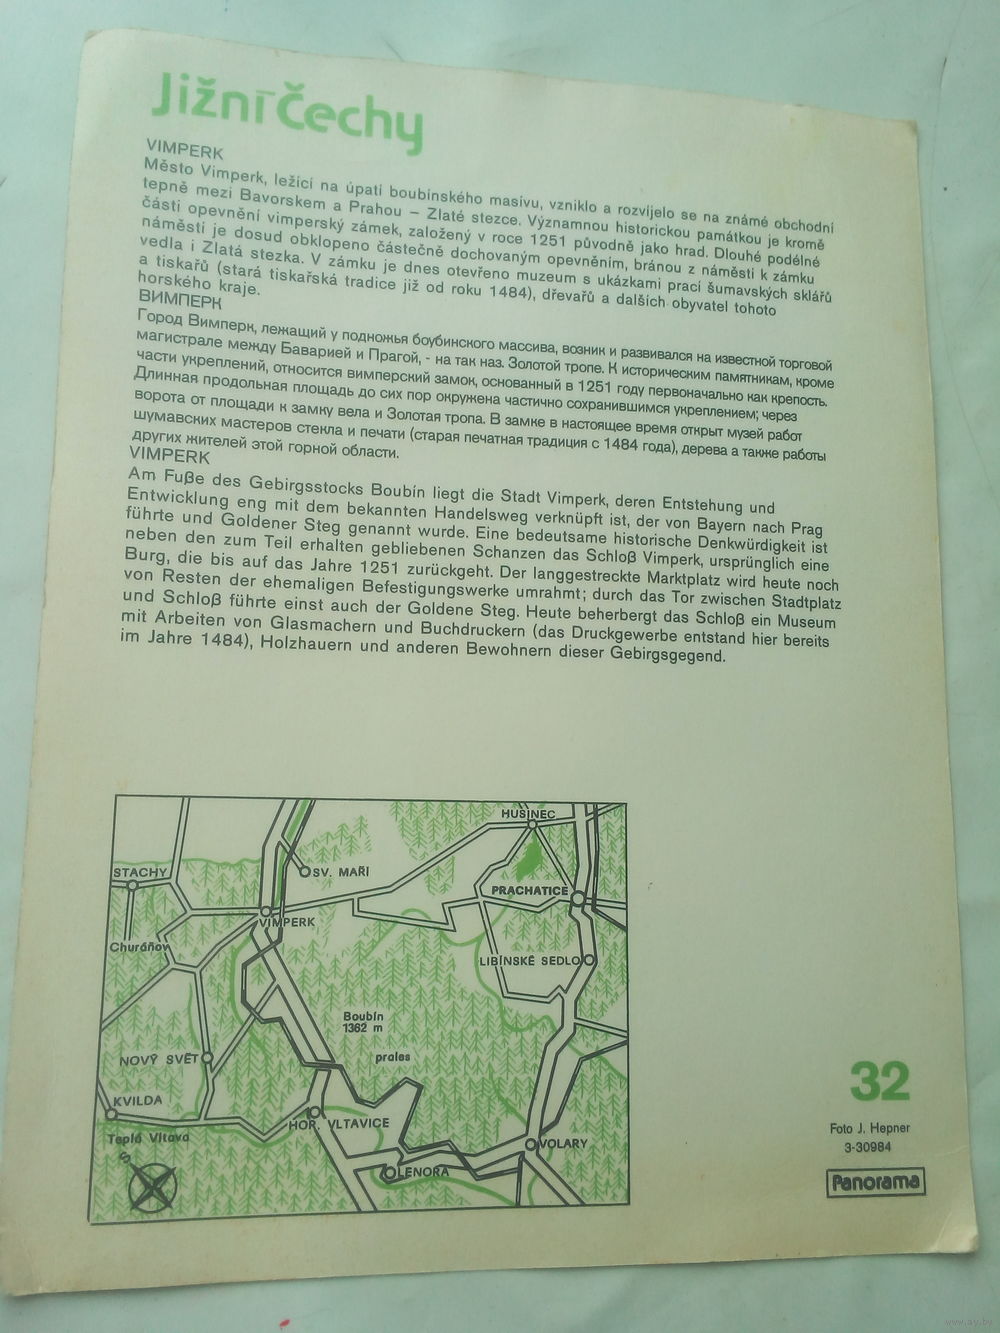 Jižní Čechy
VIMPERK
Město Vimperk, ležící na úpatí boubínského masívu, vzniklo a rozvíjelo se na známé obchodní
tepně mezi Bavorskem a Prahou – Zlaté stezce. Významnou historickou památkou je kromě
části opevnění vimperský zámek, založený v roce 1251 původně jako hrad. Dlouhé podélné
náměstí je dosud obklopeno částečně dochovaným opevněním, bránou z náměstí k zámku
vedla i Zlatá stezka. V zámku je dnes otevřeno muzeum s ukázkami prací šumavských sklářů
a tiskařů (stará tiskařská tradice již od roku 1484), dřevařů a dalších obyvatel tohoto
horského kraje.
ВИМПЕРК
Город Вимперк, лежащий у подножья боубинского массива, возник и развивался на известной торговой
магистрале между Баварией и Прагой, - на так наз. Золотой тропе. К историческим памятникам, кроме
части укреплений, относится вимперский замок, основанный в 1251 году первоначально как крепость.
Длинная продольная площадь до сих пор окружена частично сохранившимся укреплением; через
ворота от площади к замку вела и Золотая тропа. В замке в настоящее время открыт музей работ
шумавских мастеров стекла и печати (старая печатная традиция с 1484 года), дерева а также работы
других жителей этой горной области.
VIMPERK
Am Fuße des Gebirgsstocks Boubín liegt die Stadt Vimperk, deren Entstehung und
Entwicklung eng mit dem bekannten Handelsweg verknüpft ist, der von Bayern nach Prag
führte und Goldener Steg genannt wurde. Eine bedeutsame historische Denkwürdigkeit ist
neben den zum Teil erhalten gebliebenen Schanzen das Schloß Vimperk, ursprünglich eine
Burg, die bis auf das Jahre 1251 zurückgeht. Der langgestreckte Marktplatz wird heute noch
von Resten der ehemaligen Befestigungswerke umrahmt; durch das Tor zwischen Stadtplatz
und Schloß führte einst auch der Goldene Steg. Heute beherbergt das Schloß ein Museum
mit Arbeiten von Glasmachern und Buchdruckern (das Druckgewerbe entstand hier bereits
im Jahre 1484), Holzhauern und anderen Bewohnern dieser Gebirgsgegend.
HUSINEC
STACHY
SV. MAŘÍ
PRACHATICE
VIMPERK
Churáňov
LIBÍNSKÉ SEDLO
Boubín
1362 m
prales
NOVÝ SVĚT
KVILDA
HOR. VLTAVICE
Teplá Vltava
VOLARY
LENORA
S
32
Foto J. Hepner
3-30984
Panorama
www.ay.by